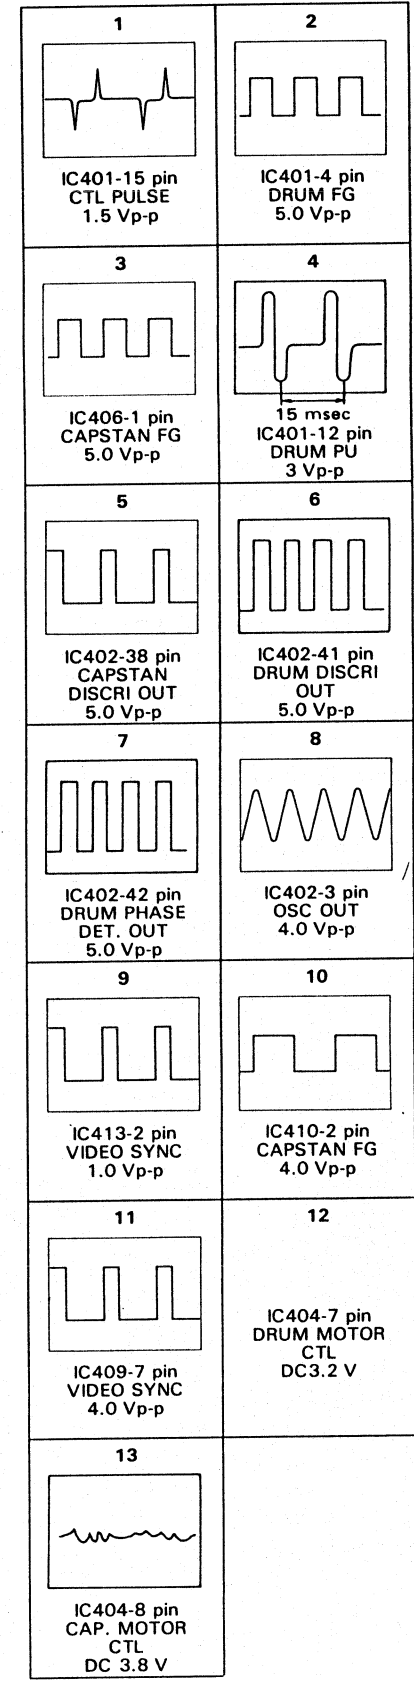 1
IC401-15 pin
CTL PULSE
1.5 Vp-p
2
IC401-4 pin
DRUM FG
5.0 Vp-p
3
IC406-1 pin
CAPSTAN FG
5.0 Vp-p
4
15 msec
IC401-12 pin
DRUM PU
3 Vp-p
5
IC402-38 pin
CAPSTAN
DISCRI OUT
5.0 Vp-p
6
IC402-41 pin
DRUM DISCRI
OUT
5.0 Vp-p
7
IC402-42 pin
DRUM PHASE
DET. OUT
5.0 Vp-p
8
IC402-3 pin
OSC OUT
4.0 Vp-p
9
IC413-2 pin
VIDEO SYNC
1.0 Vp-p
10
IC410-2 pin
CAPSTAN FG
4.0 Vp-p
11
IC409-7 pin
VIDEO SYNC
4.0 Vp-p
12
IC404-7 pin
DRUM MOTOR
CTL
DC3.2 V
13
IC404-8 pin
CAP. MOTOR
CTL
DC 3.8 V